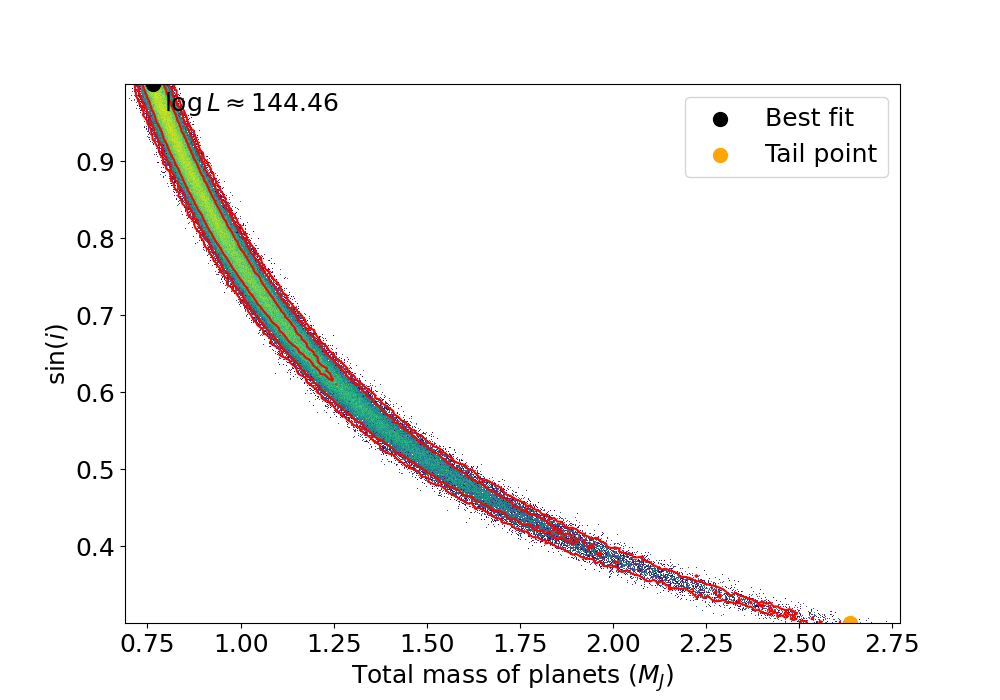 log L ≈ 144.46
Best fit
Tail point
0.9
0.8
0.7
0.6
0.5
0.4
sin(i)
0.75 1.00 1.25 1.50 1.75 2.00 2.25 2.50 2.75
Total mass of planets (M_J)